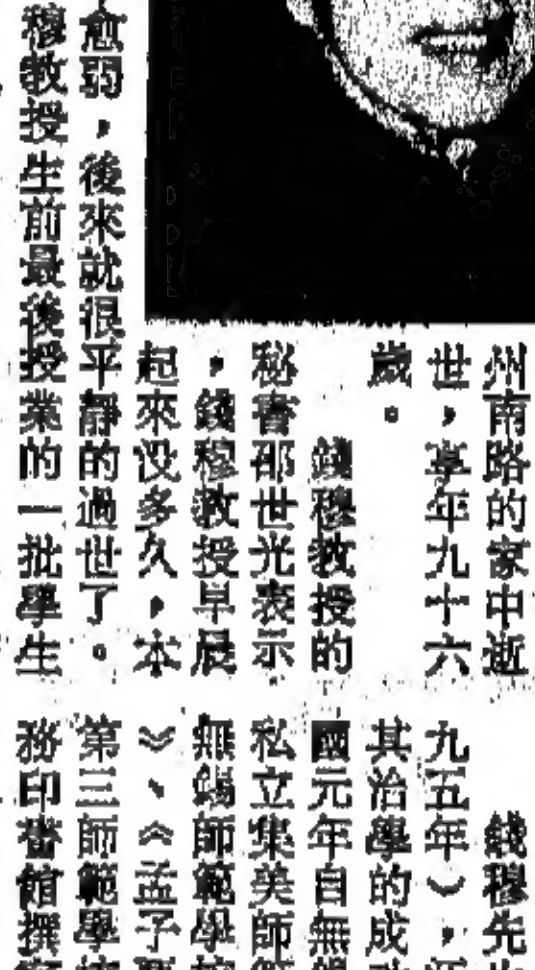 州南路的家中逝
世，享年九十六
歲。
錢穆教授的
秘書邵世光表示
，錢穆教授早晨
起來没多久，本
愈弱，後來就很平靜的過世了。
穆教授生前最後授業的一批學生
錢穆先生
九五年），
其治學的成
國元年自無錫
私立集美師範
無錫師範學校
》、《孟子
第三師範學校
務印書館撰